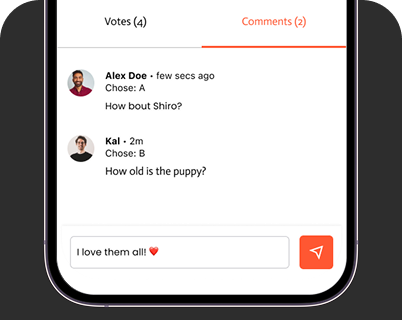 Votes (4)
Comments (2)
Alex Doe • few secs ago
Chose: A
How bout Shiro?
Kal • 2m
Chose: B
How old is the puppy?
I love them all! ❤️